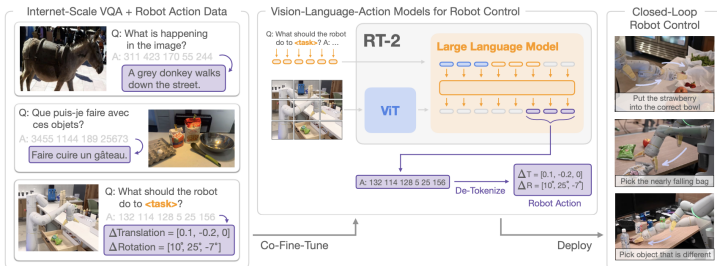 Internet-Scale VQA + Robot Action Data
Q: What is happening
in the image?
A: 311 423 170 55 244
A grey donkey walks
down the street.
Q: Que puis-je faire avec
ces objets?
A: 3455 1144 189 25673
Faire cuire un gâteau.
Q: What should the robot
do to <task>?
A: 132 114 128 5 25 156
ΔTranslation = [0.1, -0.2, 0]
ΔRotation = [10°, 25°, -7°]
Co-Fine-Tune
Vision-Language-Action Models for Robot Control
Q: What should the robot
do to <task>? A: ...
RT-2
Large Language Model
ViT
A: 132 114 128 5 25 156
De-Tokenize
ΔT = [0.1, -0.2, 0]
ΔR = [10°, 25°, -7°]
Robot Action
Deploy
Closed-Loop
Robot Control
Put the strawberry
into the correct bowl
Pick the nearly falling bag
Pick object that is different